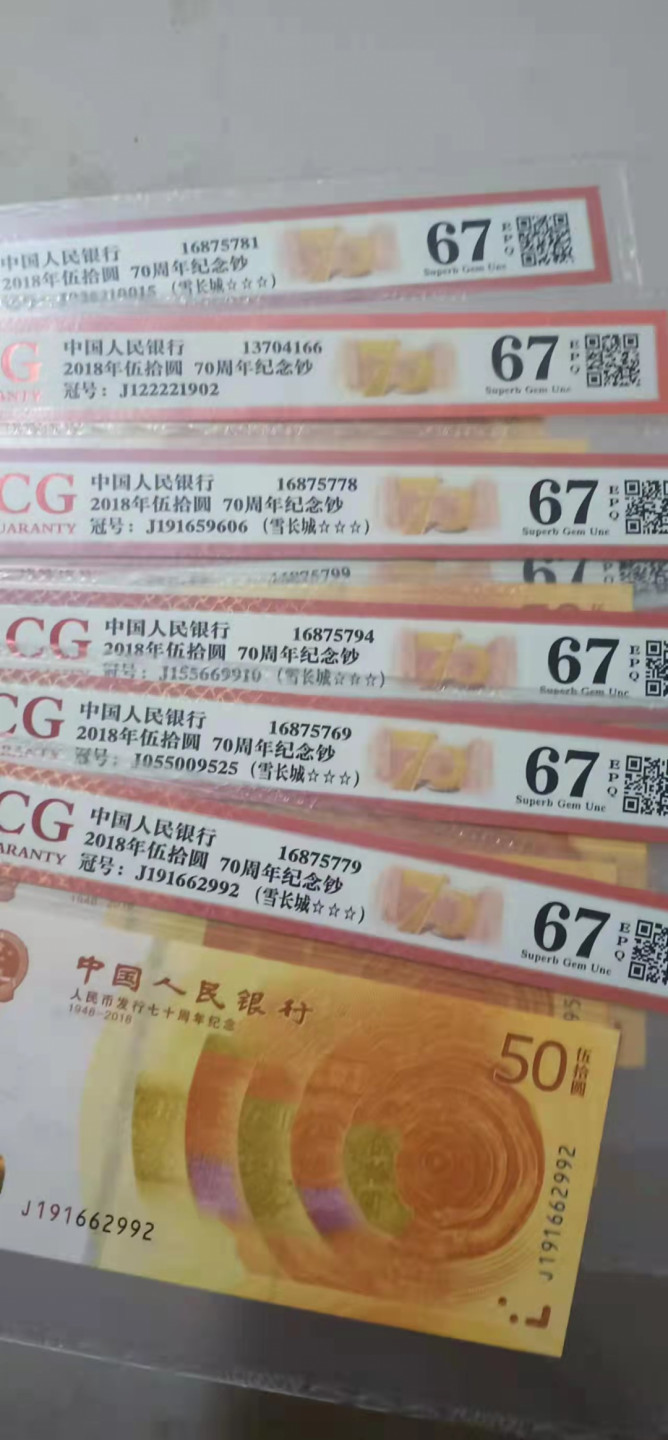 中国人民银行 16875781
2018年伍拾圆 70周年纪念钞
(雪长城☆☆☆)
67 EPQ
Superb Gem Unc
G
ANTY
中国人民银行 13704166
2018年伍拾圆 70周年纪念钞
冠号: J122221902
67 EPQ
Superb Gem Unc
CG
UARANTY
中国人民银行 16875778
2018年伍拾圆 70周年纪念钞
冠号: J191659606 (雪长城☆☆☆)
67 EPQ
Superb Gem Unc
16875799
67
CG
中国人民银行 16875794
2018年伍拾圆 70周年纪念钞
冠号: J155669910 (雪长城☆☆☆)
67 EPQ
Superb Gem Unc
CG
中国人民银行 16875769
2018年伍拾圆 70周年纪念钞
冠号: J055009525 (雪长城☆☆☆)
67 EPQ
Superb Gem Unc
CG
ARANTY
中国人民银行 16875779
2018年伍拾圆 70周年纪念钞
冠号: J191662992 (雪长城☆☆☆)
67 EPQ
Superb Gem Unc
中国人民银行
人民币发行七十周年纪念
1948-2018
50 伍拾圆
J191662992
J191662992